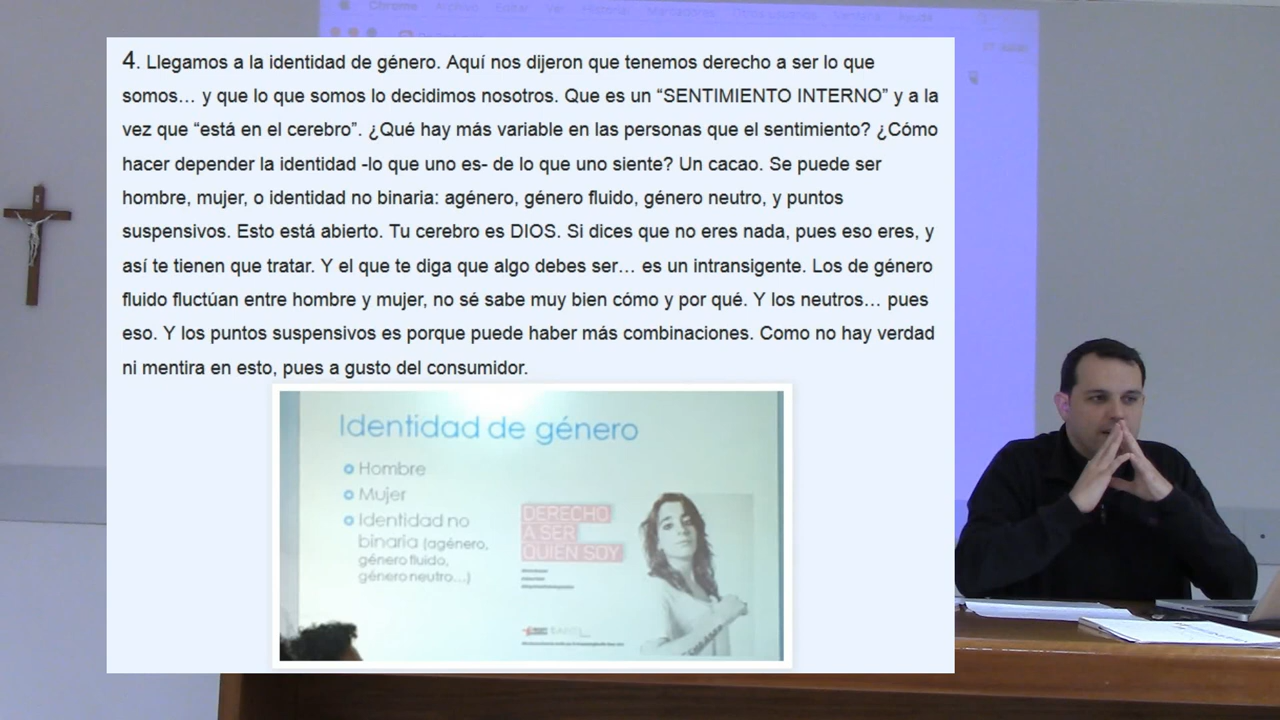 Chrome Archivo Editar Ver Historial Marcadores Ventana Ayuda
4. Llegamos a la identidad de género. Aquí nos dijeron que tenemos derecho a ser lo que
somos… y que lo que somos lo decidimos nosotros. Que es un “SENTIMIENTO INTERNO” y a la
vez que “está en el cerebro”. ¿Qué hay más variable en las personas que el sentimiento? ¿Cómo
hacer depender la identidad -lo que uno es- de lo que uno siente? Un cacao. Se puede ser
hombre, mujer, o identidad no binaria: agénero, género fluido, género neutro, y puntos
suspensivos. Esto está abierto. Tu cerebro es DIOS. Si dices que no eres nada, pues eso eres, y
así te tienen que tratar. Y el que te diga que algo debes ser… es un intransigente. Los de género
fluido fluctúan entre hombre y mujer, no sé sabe muy bien cómo y por qué. Y los neutros… pues
eso. Y los puntos suspensivos es porque puede haber más combinaciones. Como no hay verdad
ni mentira en esto, pues a gusto del consumidor.
Identidad de género
Hombre
Mujer
Identidad no
binaria (agénero,
género fluido,
género neutro...)
DERECHO
A SER
QUIEN SOY